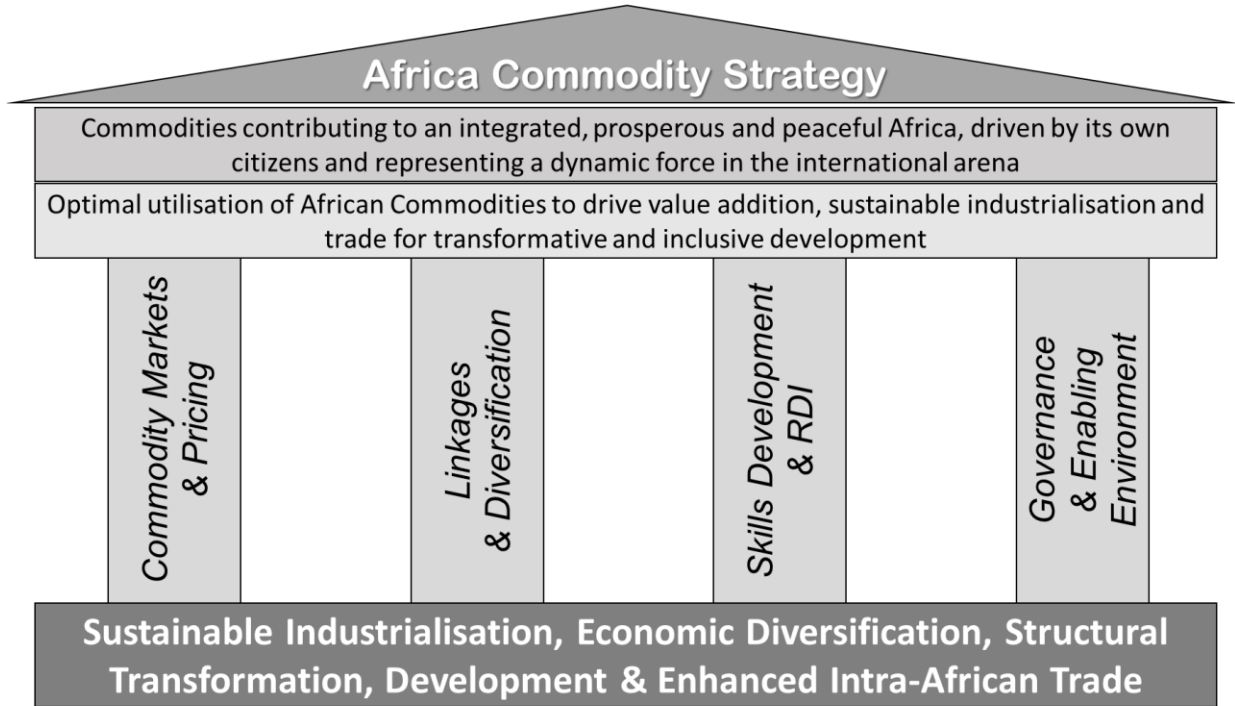 Africa Commodity Strategy
Commodities contributing to an integrated, prosperous and peaceful Africa, driven by its own
citizens and representing a dynamic force in the international arena
Optimal utilisation of African Commodities to drive value addition, sustainable industrialisation and
trade for transformative and inclusive development
Commodity Markets
& Pricing
Linkages
& Diversification
Skills Development
& RDI
Governance
& Enabling
Environment
Sustainable Industrialisation, Economic Diversification, Structural
Transformation, Development & Enhanced Intra-African Trade